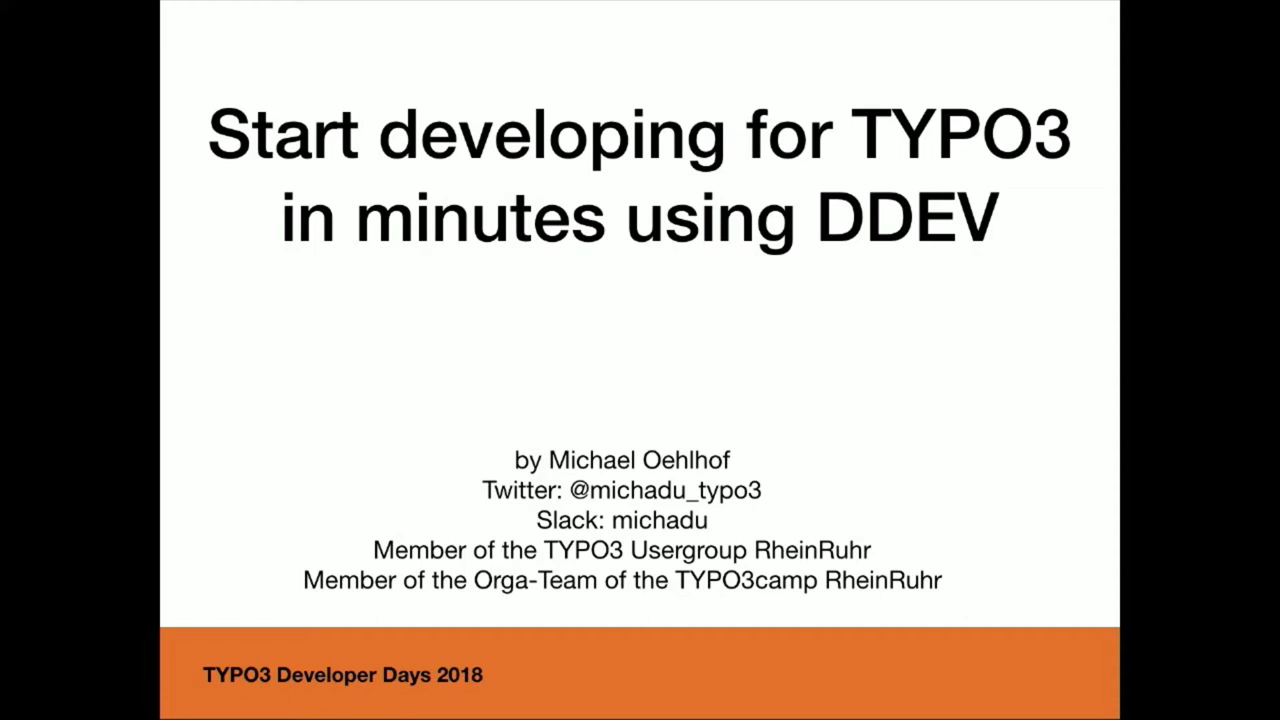 Start developing for TYPO3
in minutes using DDEV
by Michael Oehlhof
Twitter: @michadu_typo3
Slack: michadu
Member of the TYPO3 Usergroup RheinRuhr
Member of the Orga-Team of the TYPO3camp RheinRuhr
TYPO3 Developer Days 2018